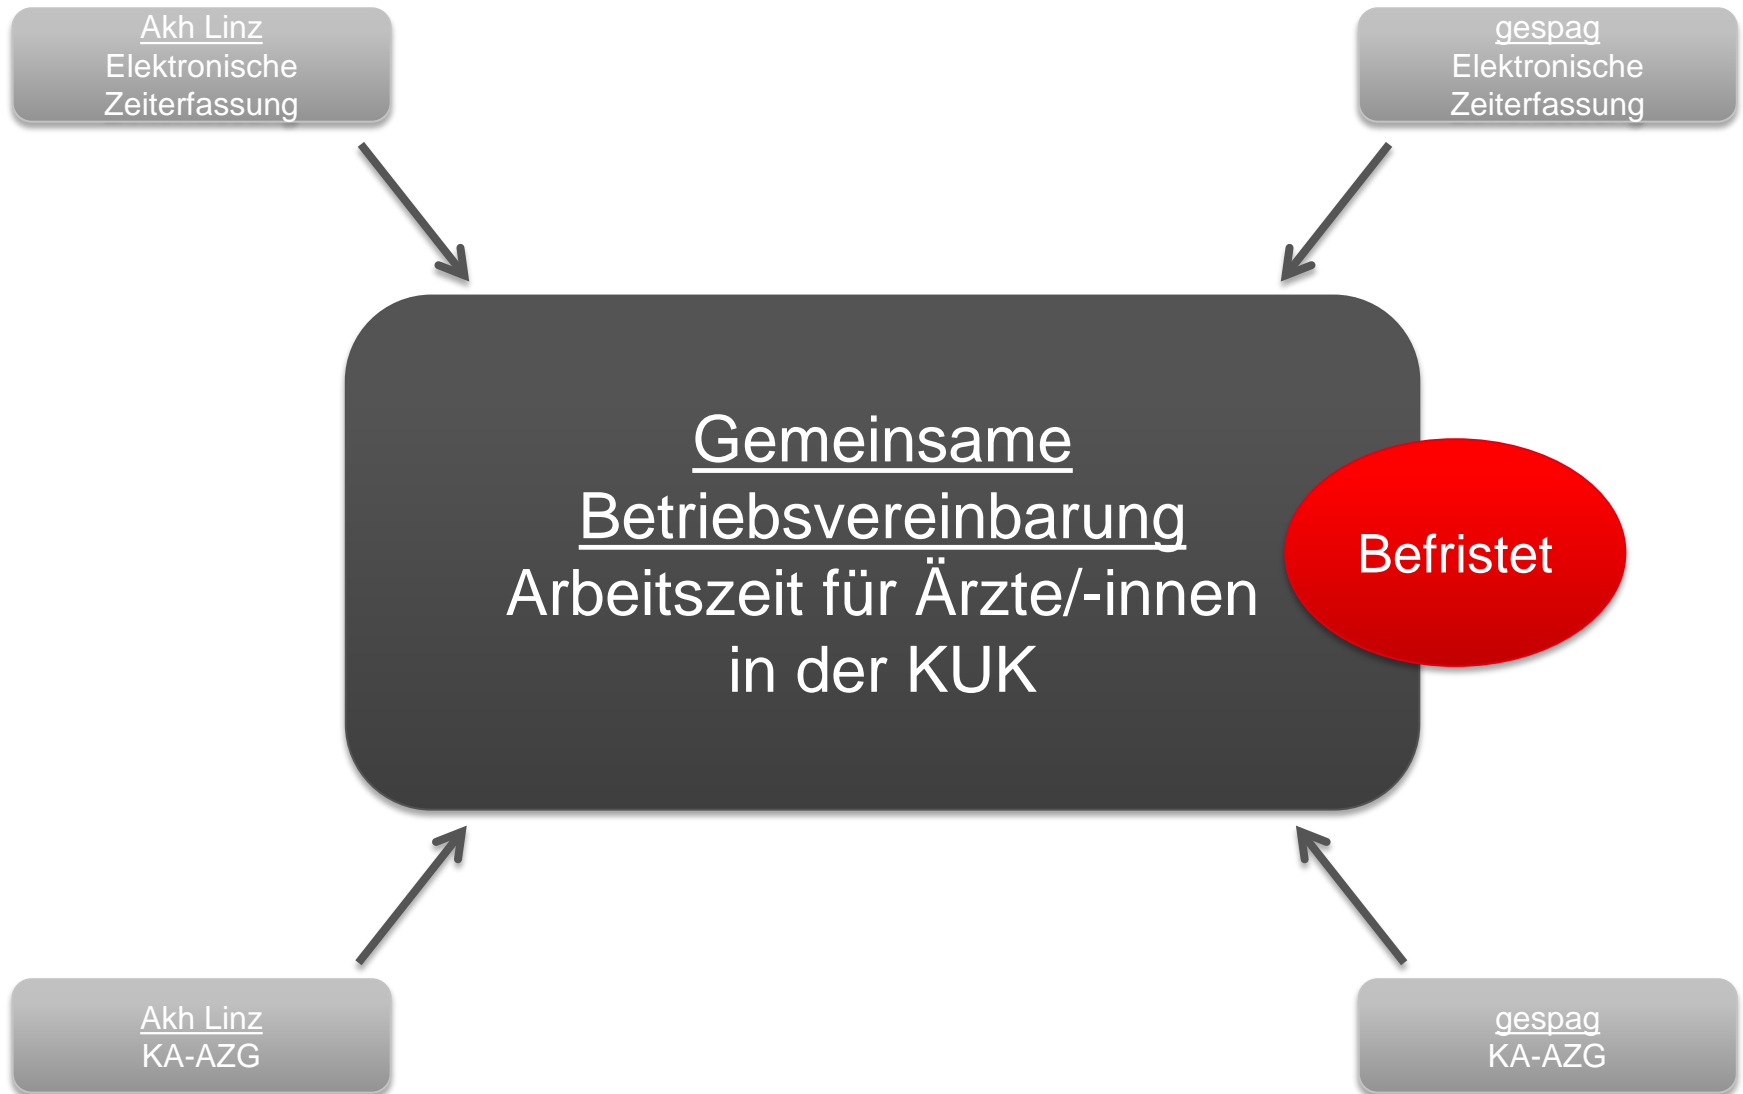 Akh Linz
Elektronische
Zeiterfassung
gespag
Elektronische
Zeiterfassung
Gemeinsame
Betriebsvereinbarung
Arbeitszeit für Ärzte/-innen
in der KUK
Befristet
Akh Linz
KA-AZG
gespag
KA-AZG